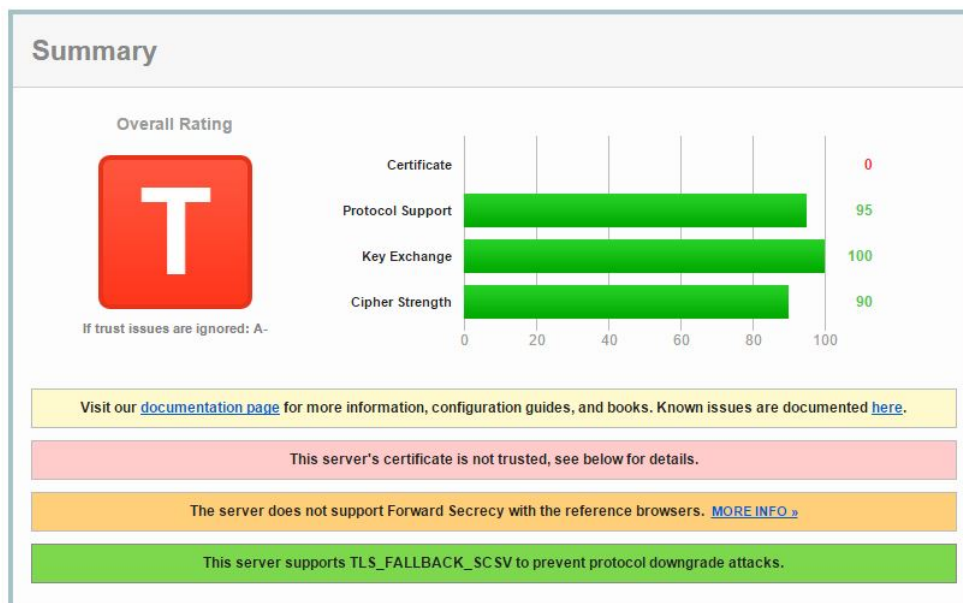 Summary
Overall Rating
T
If trust issues are ignored: A-
Certificate 0
Protocol Support 95
Key Exchange 100
Cipher Strength 90
0 20 40 60 80 100
Visit our documentation page for more information, configuration guides, and books. Known issues are documented here.
This server's certificate is not trusted, see below for details.
The server does not support Forward Secrecy with the reference browsers. MORE INFO »
This server supports TLS_FALLBACK_SCSV to prevent protocol downgrade attacks.